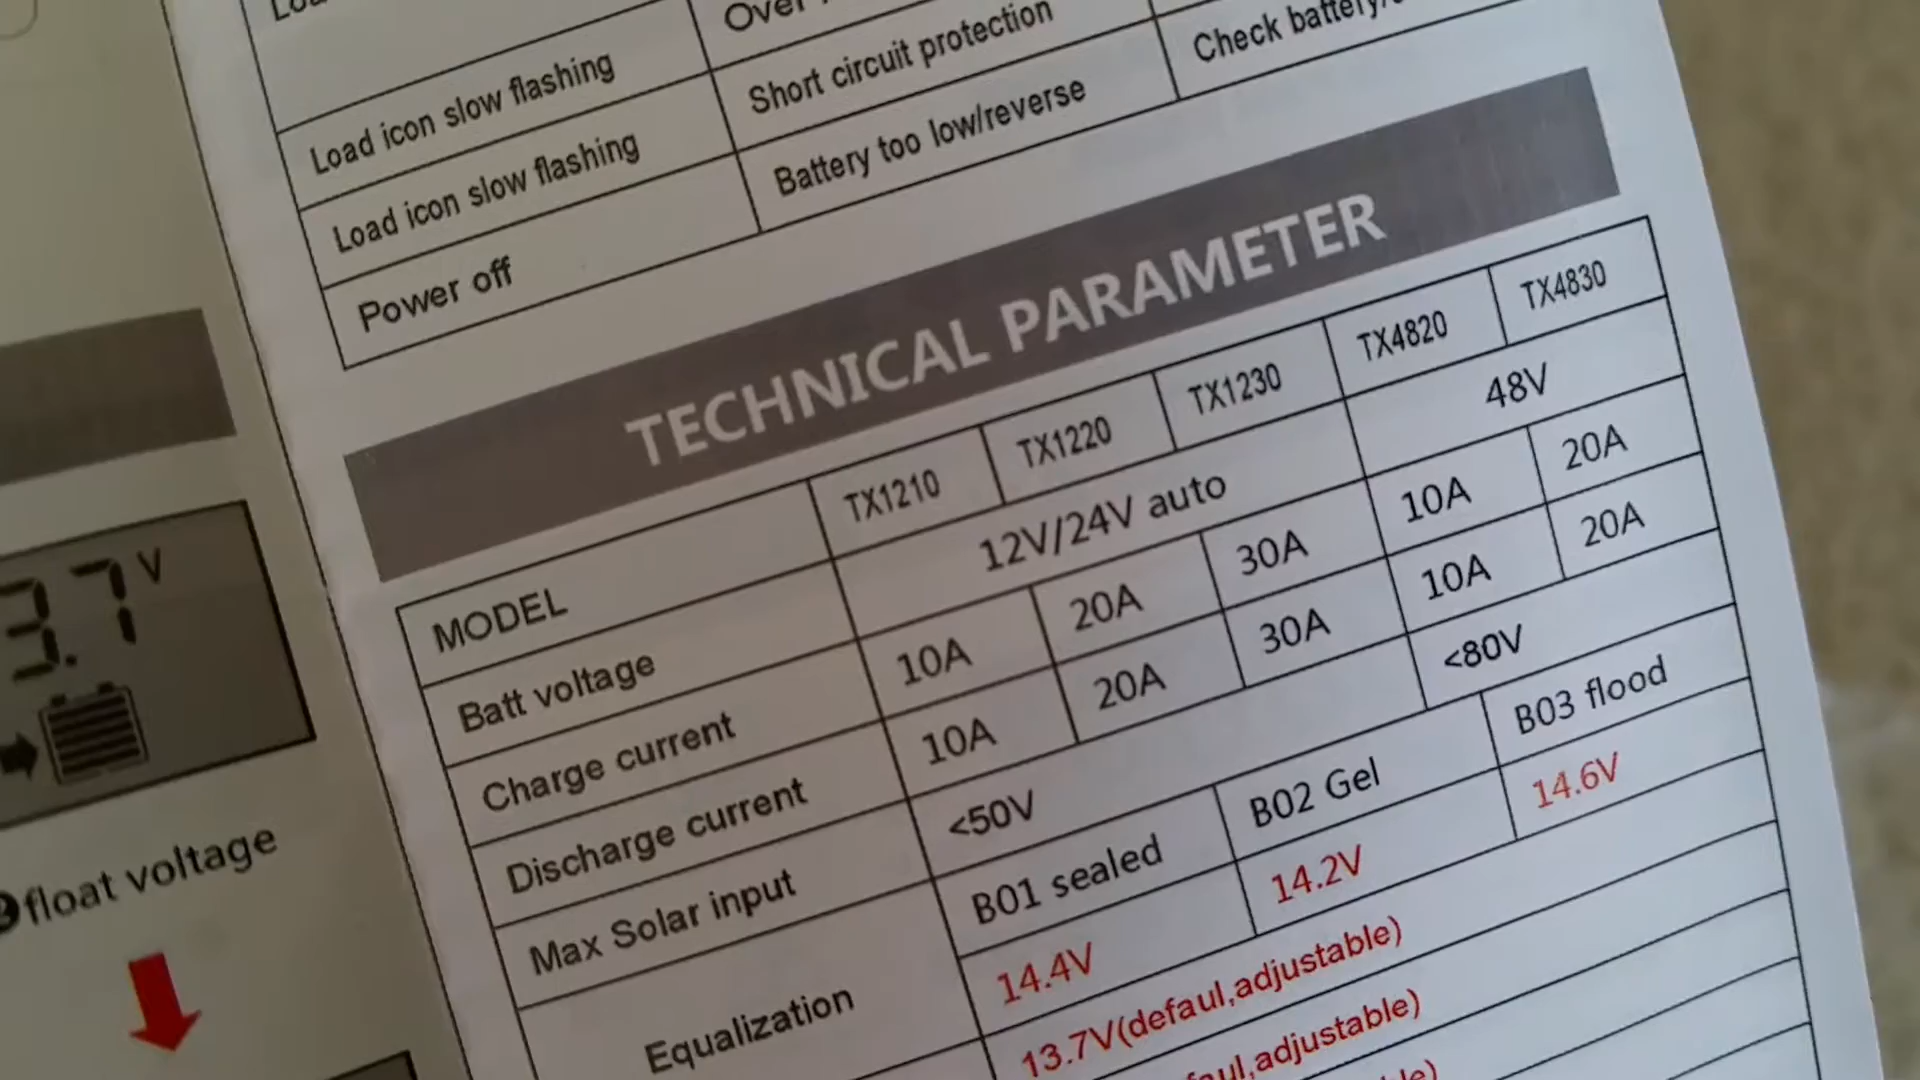 Over
Load icon slow flashing Short circuit protection
Load icon slow flashing Battery too low/reverse Check battery
Power off
TECHNICAL PARAMETER
MODEL TX1210 TX1220 TX1230 TX4820 TX4830
Batt voltage 12V/24V auto 48V
Charge current 10A 20A 30A 10A 20A
Discharge current 10A 20A 30A 10A 20A
Max Solar input <50V <80V
Equalization B01 sealed B02 Gel B03 flood
14.4V 14.2V 14.6V
13.7V(defaul,adjustable)
adjustable)
3.7 V
float voltage